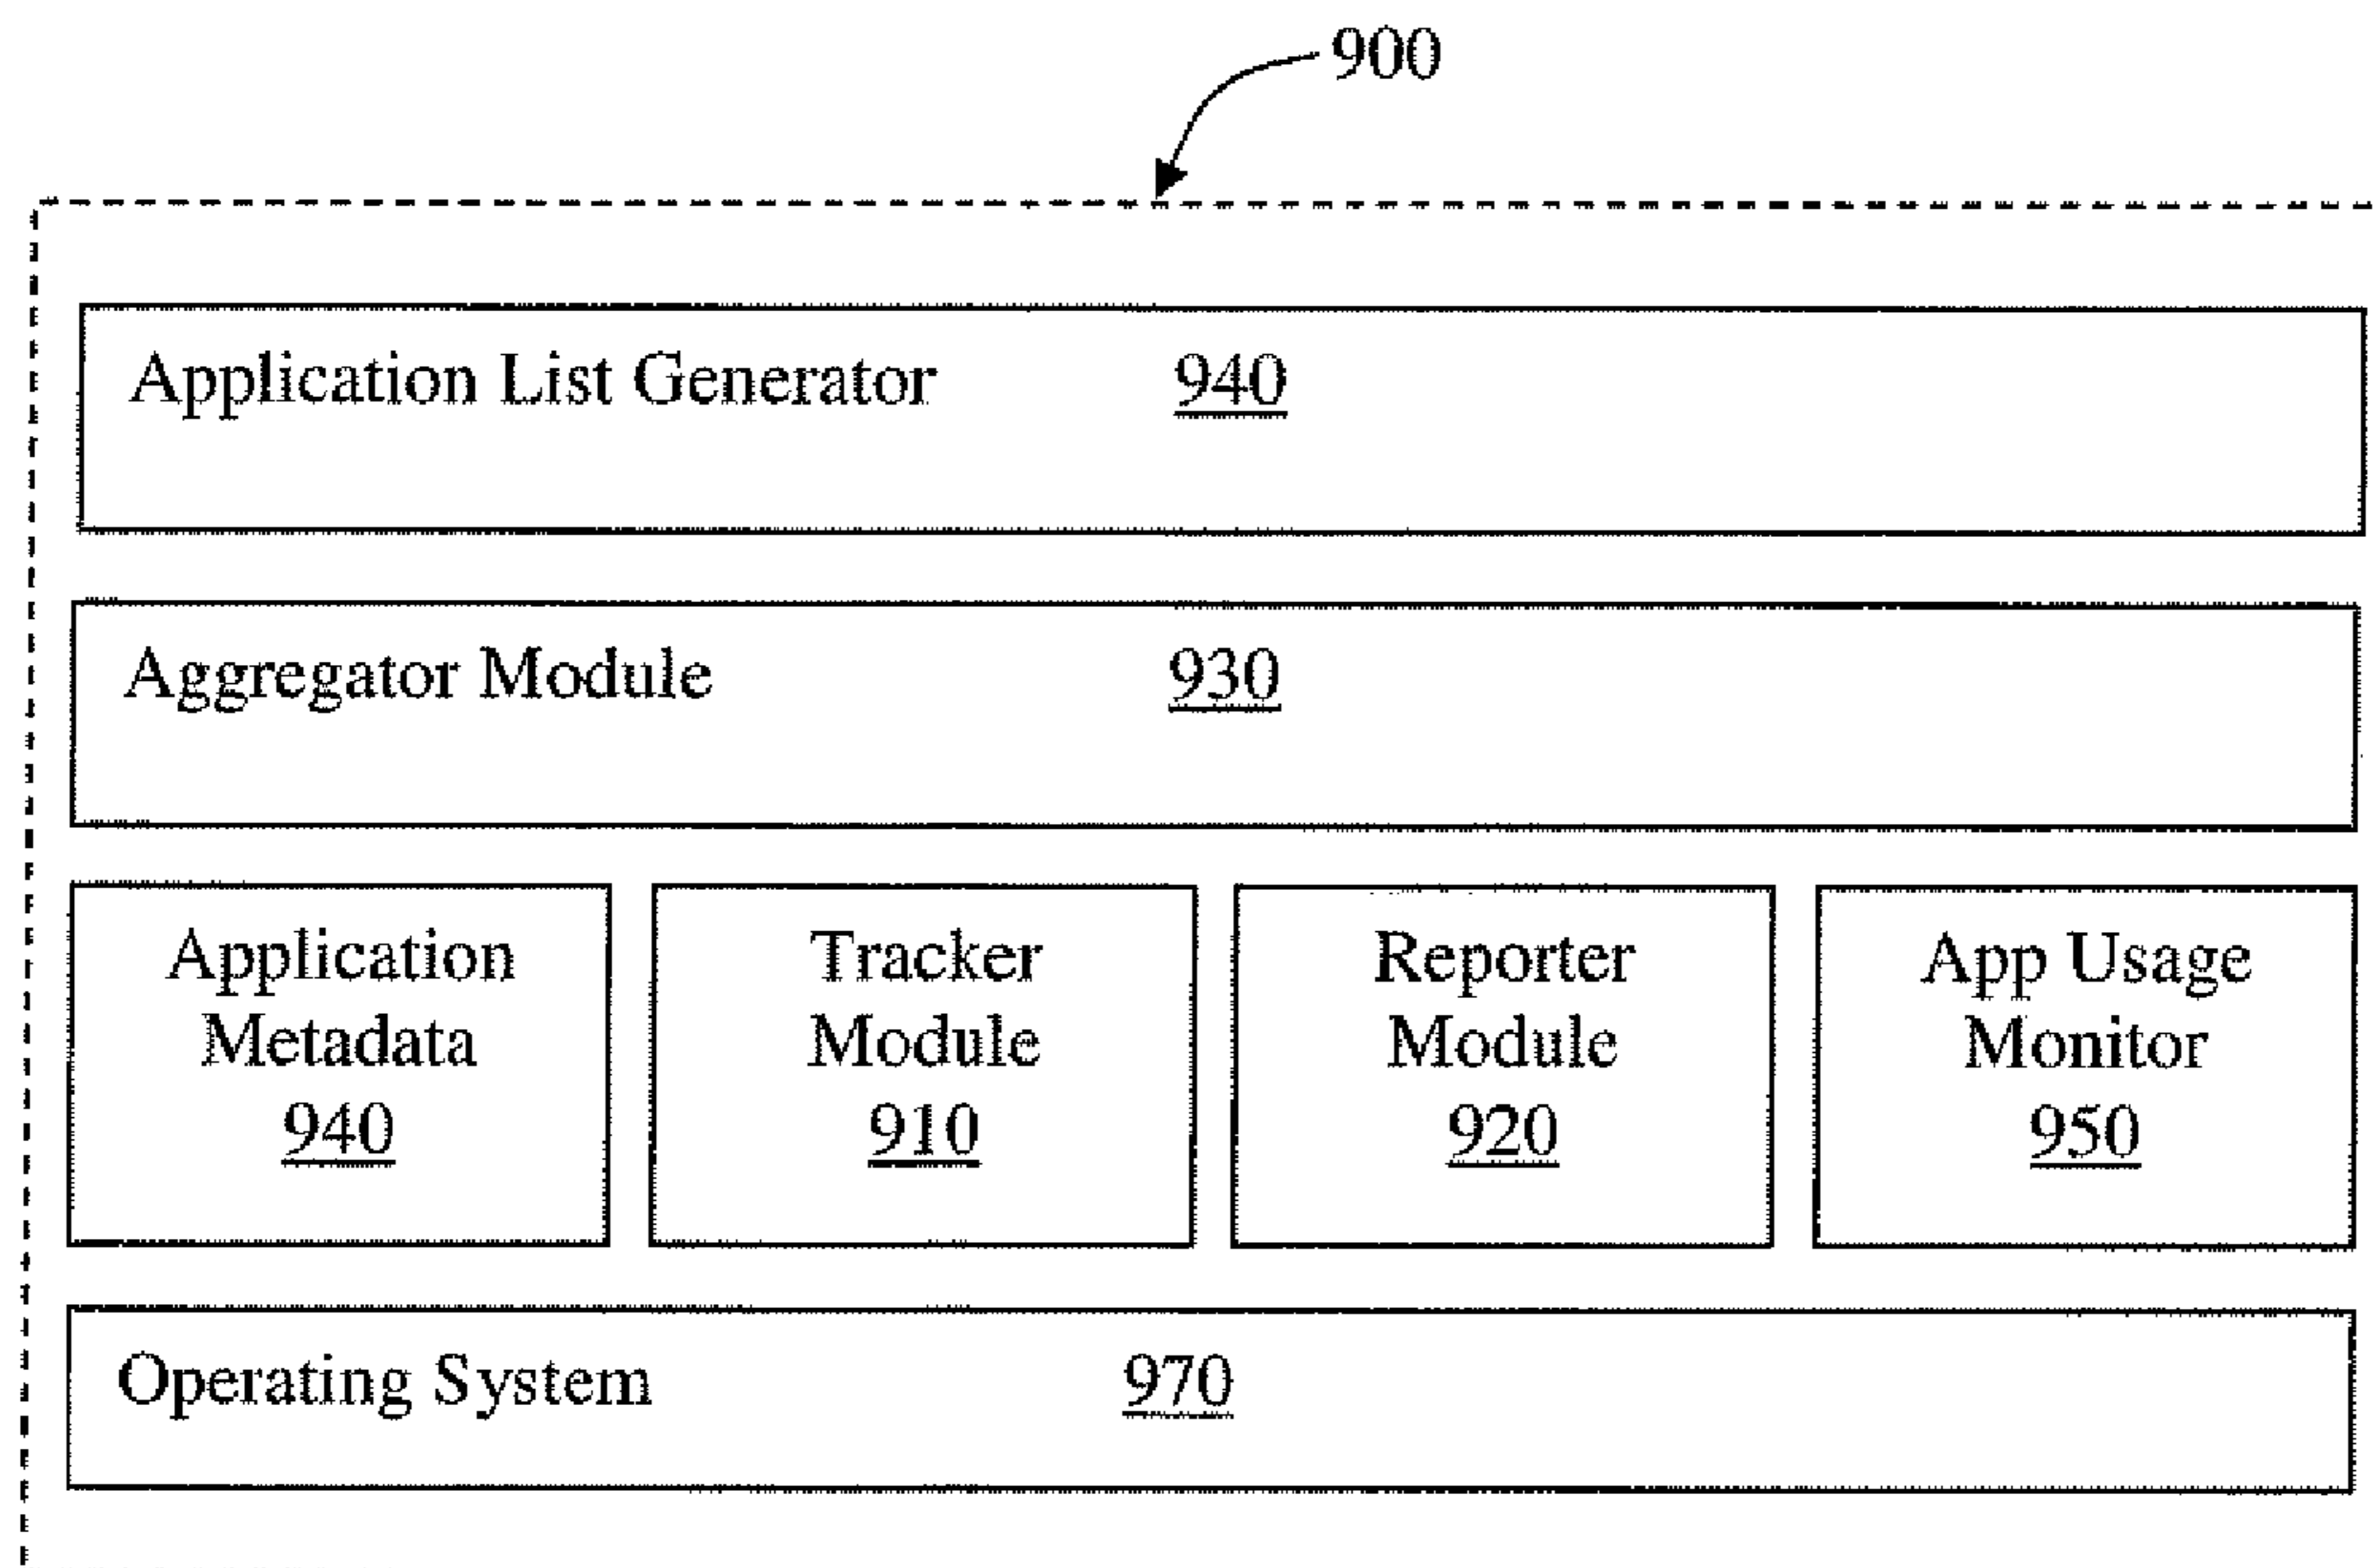 900
Application List Generator 940
Aggregator Module 930
Application
Metadata
940
Tracker
Module
910
Reporter
Module
920
App Usage
Monitor
950
Operating System 970